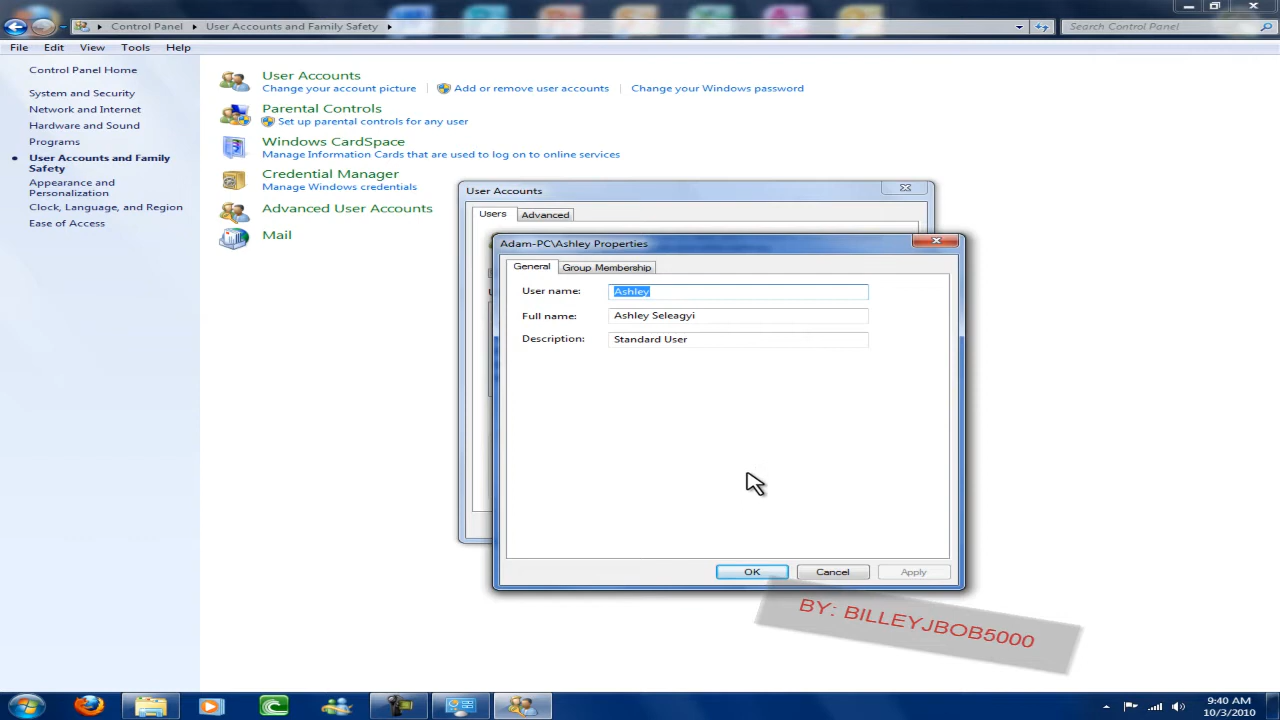 Control Panel
User Accounts and Family Safety
Search Control Panel
File Edit View Tools Help
Control Panel Home
System and Security
Network and Internet
Hardware and Sound
Programs
User Accounts and Family
Safety
Appearance and
Personalization
Clock, Language, and Region
Ease of Access
User Accounts
Change your account picture
Add or remove user accounts
Change your Windows password
Parental Controls
Set up parental controls for any user
Windows CardSpace
Manage Information Cards that are used to log on to online services
Credential Manager
Manage Windows credentials
Advanced User Accounts
Mail
User Accounts
Users Advanced
Adam-PC\Ashley Properties
General Group Membership
User name: Ashley
Full name: Ashley Seleagyi
Description: Standard User
OK Cancel Apply
BY: BILLEYJBOB5000
9:40 AM
10/3/2010